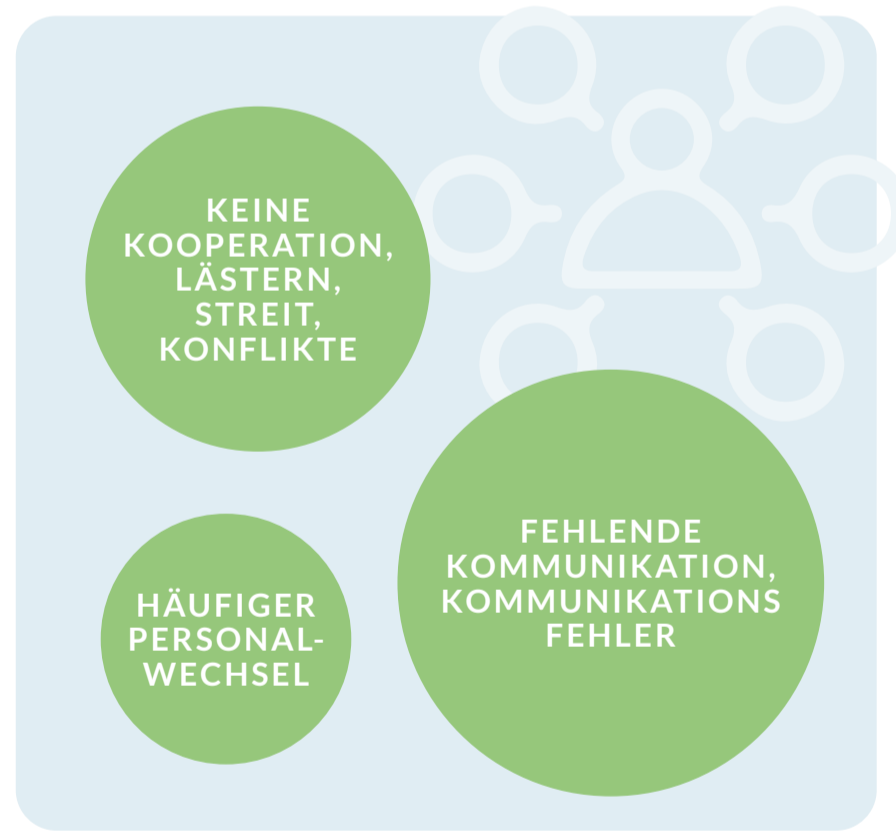 KEINE
KOOPERATION,
LÄSTERN,
STREIT,
KONFLIKTE
FEHLENDE
KOMMUNIKATION,
KOMMUNIKATIONS
FEHLER
HÄUFIGER
PERSONAL-
WECHSEL